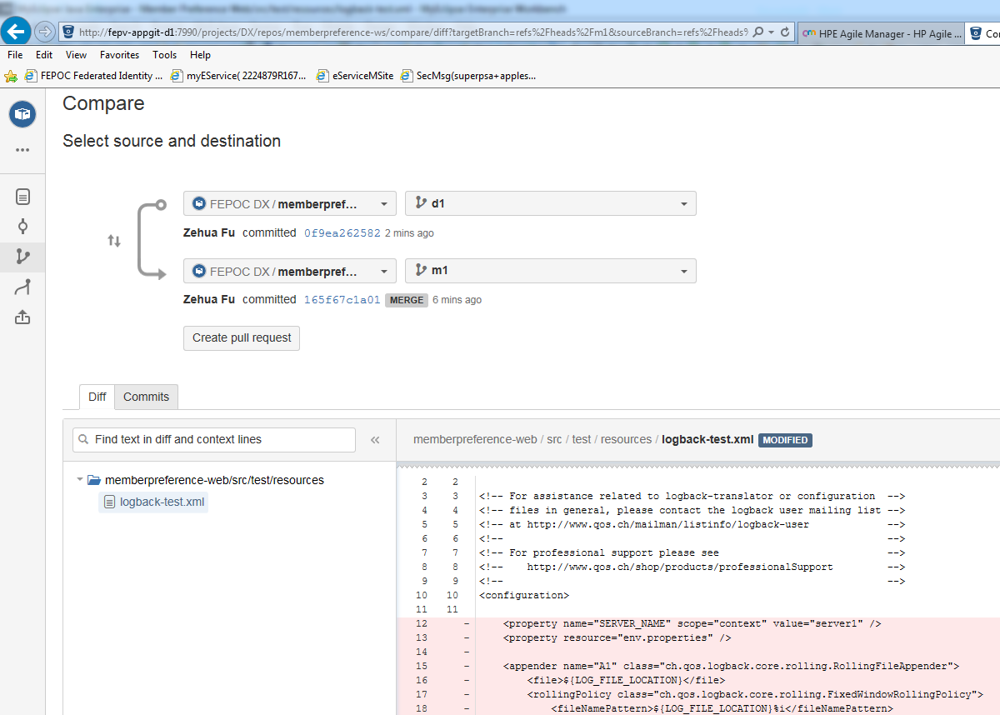 http://fepv-appgit-d1:7990/projects/DX/repos/memberpreference-ws/compare/diff?targetBranch=refs%2Fheads%2Fm1&sourceBranch=refs%2Fheads%
HPE Agile Manager - HP Agile ...
Co
File Edit View Favorites Tools Help
FEPOC Federated Identity ...
myEService( 2224879R167...
eServiceMSite
SecMsg(superpsa+apples...
Compare
Select source and destination
FEPOC DX / memberpref...
d1
Zehua Fu committed 0f9ea262582 2 mins ago
FEPOC DX / memberpref...
m1
Zehua Fu committed 165f67c1a01 MERGE 6 mins ago
Create pull request
Diff Commits
Find text in diff and context lines
«
memberpreference-web / src / test / resources / logback-test.xml MODIFIED
memberpreference-web/src/test/resources
logback-test.xml
2 2
3 3 <!-- For assistance related to logback-translator or configuration -->
4 4 <!-- files in general, please contact the logback user mailing list -->
5 5 <!-- at http://www.qos.ch/mailman/listinfo/logback-user -->
6 6 <!-- -->
7 7 <!-- For professional support please see -->
8 8 <!-- http://www.qos.ch/shop/products/professionalSupport -->
9 9 <!-- -->
10 10 <configuration>
11 11
12 - <property name="SERVER_NAME" scope="context" value="server1" />
13 - <property resource="env.properties" />
14 -
15 - <appender name="A1" class="ch.qos.logback.core.rolling.RollingFileAppender">
16 - <file>${LOG_FILE_LOCATION}</file>
17 - <rollingPolicy class="ch.qos.logback.core.rolling.FixedWindowRollingPolicy">
18 - <fileNamePattern>${LOG_FILE_LOCATION}%i</fileNamePattern>